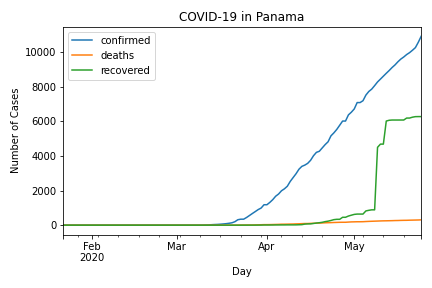 COVID-19 in Panama
confirmed
deaths
recovered
Number of Cases
10000
8000
6000
4000
2000
0
Feb
2020
Mar
Apr
May
Day